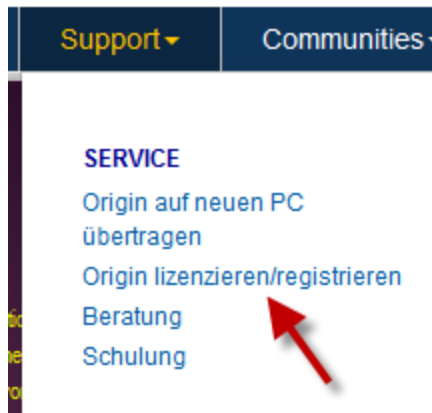 Support
Communities
SERVICE
Origin auf neuen PC
übertragen
Origin lizenzieren/registrieren
Beratung
Schulung